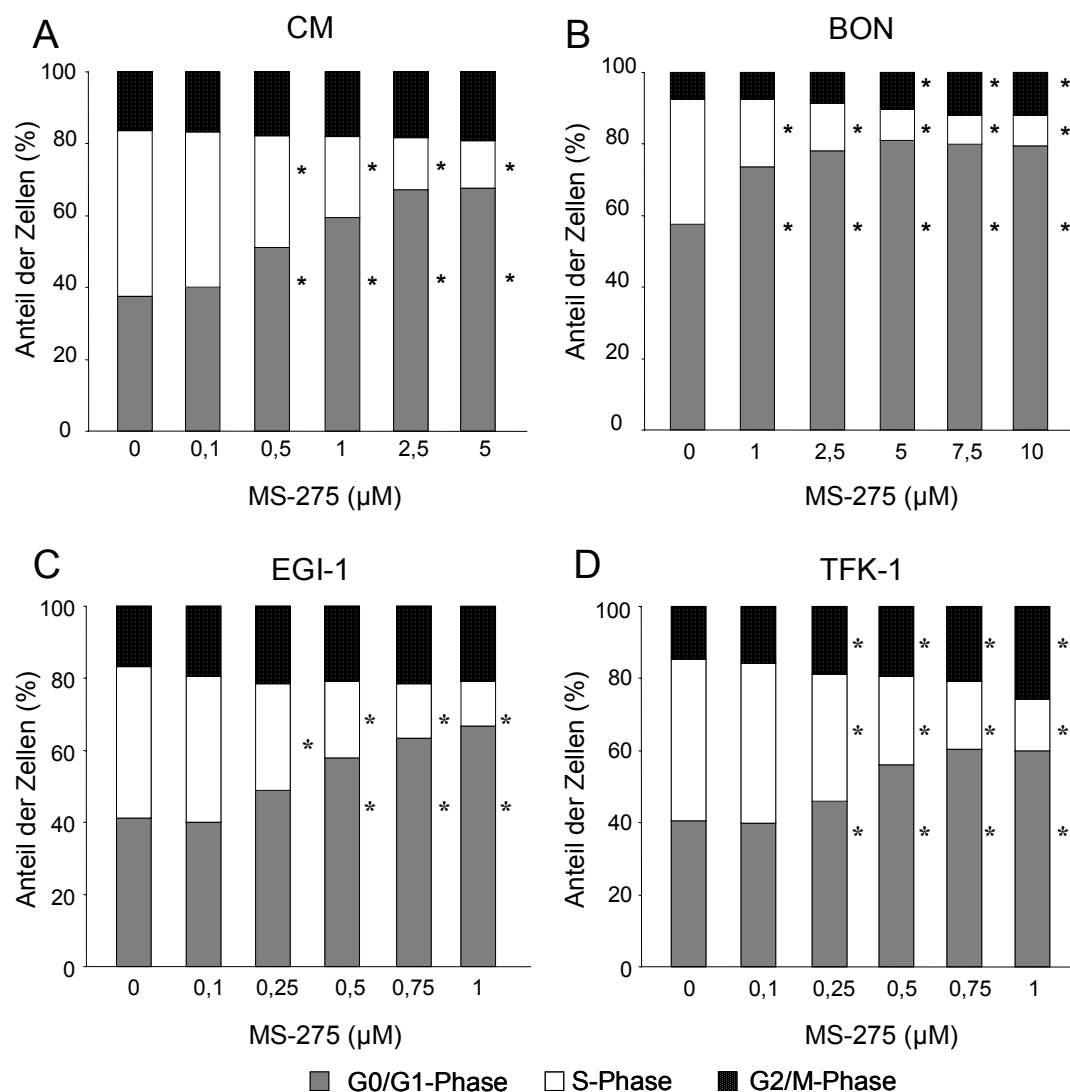 A
CM
Anteil der Zellen (%)
100
80
60
40
20
0
* * * *
* * * *
0 0,1 0,5 1 2,5 5
MS-275 (µM)
B
BON
Anteil der Zellen (%)
100
80
60
40
20
0
* * *
* * * * *
* * * * *
0 1 2,5 5 7,5 10
MS-275 (µM)
C
EGI-1
Anteil der Zellen (%)
100
80
60
40
20
0
* * * *
* * *
0 0,1 0,25 0,5 0,75 1
MS-275 (µM)
D
TFK-1
Anteil der Zellen (%)
100
80
60
40
20
0
* * * *
* * * *
* * * *
0 0,1 0,25 0,5 0,75 1
MS-275 (µM)
G0/G1-Phase S-Phase G2/M-Phase